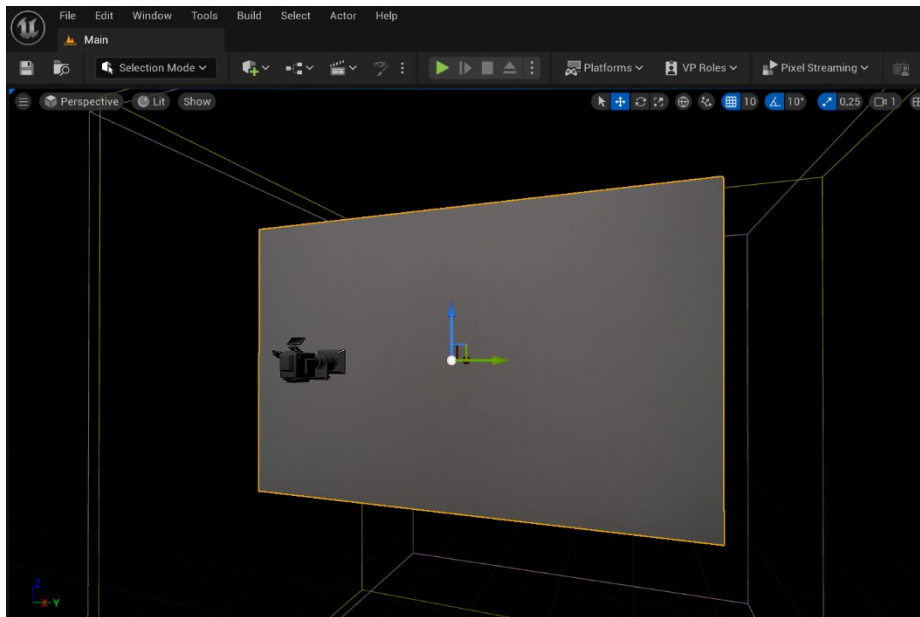 File Edit Window Tools Build Select Actor Help
Main
Selection Mode Platforms VP Roles Pixel Streaming
Perspective Lit Show 10 10° 0.25 1
Z
X Y